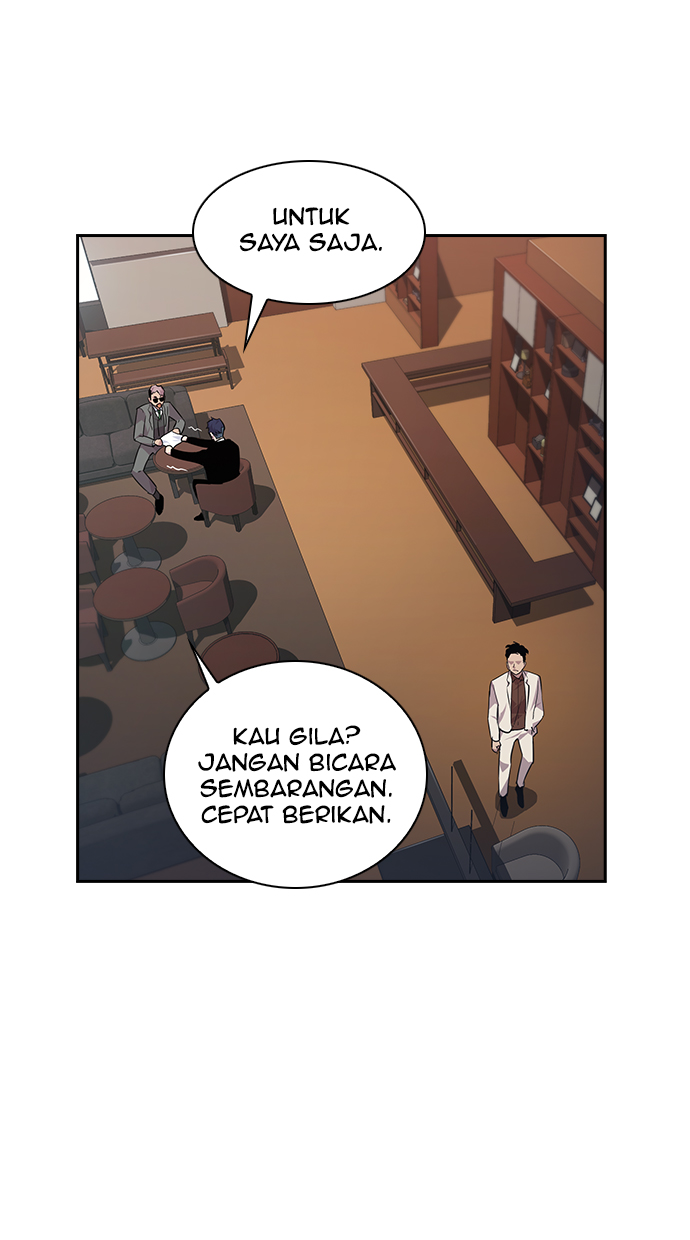 UNTUK
SAYA SAJA.
KAU GILA?
JANGAN BICARA
SEMBARANGAN.
CEPAT BERIKAN.